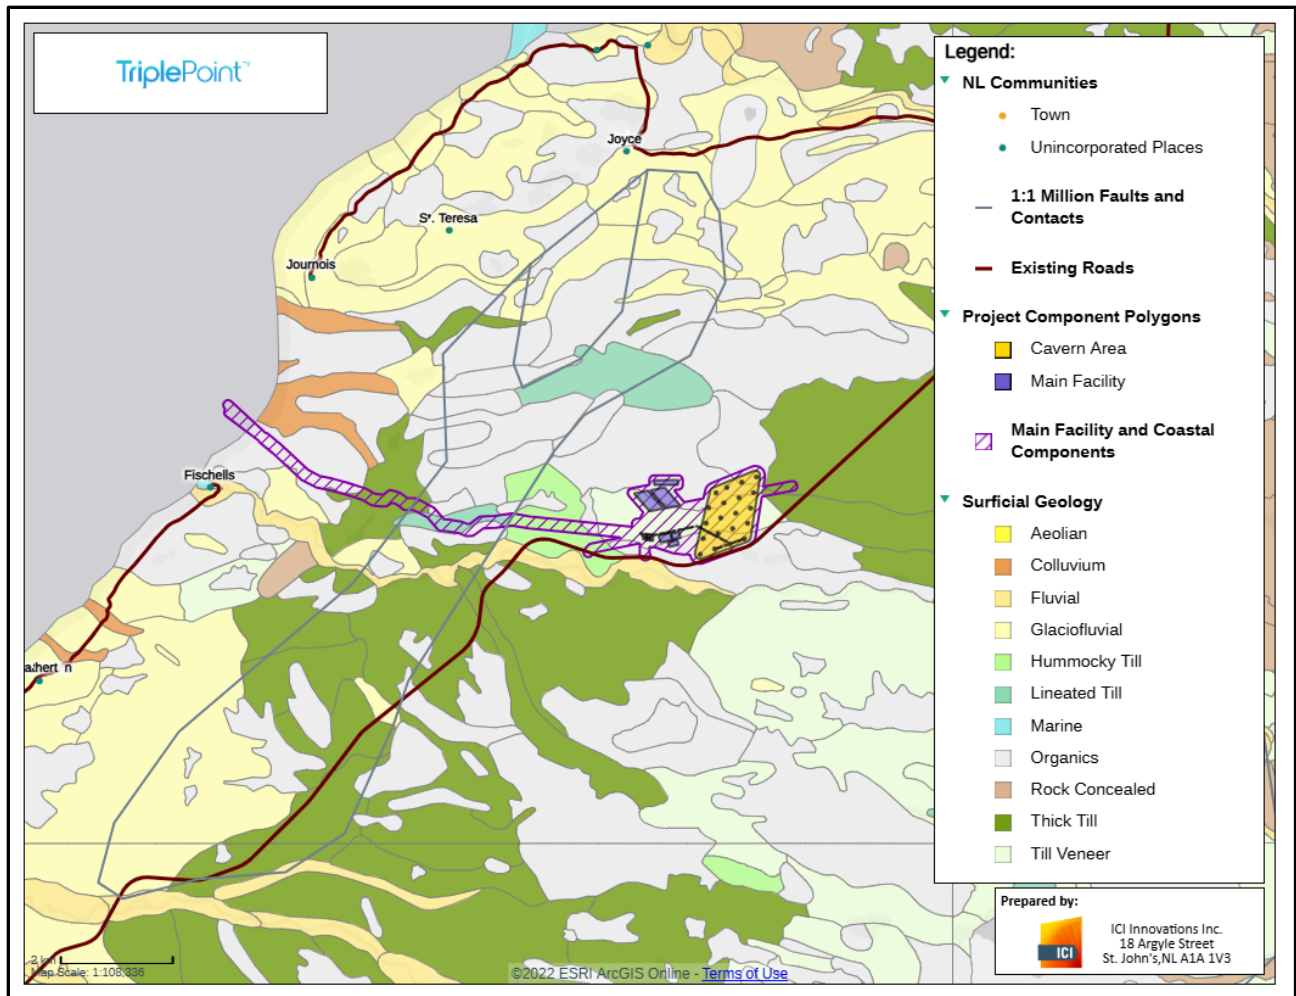 TriplePoint™
Joyce
St. Teresa
Journois
Fischells
2 km
Map Scale: 1:108,336
©2022 ESRI ArcGIS Online - Terms of Use
Legend:
NL Communities
Town
Unincorporated Places
1:1 Million Faults and
Contacts
Existing Roads
Project Component Polygons
Cavern Area
Main Facility
Main Facility and Coastal
Components
Surficial Geology
Aeolian
Colluvium
Fluvial
Glaciofluvial
Hummocky Till
Lineated Till
Marine
Organics
Rock Concealed
Thick Till
Till Veneer
Prepared by:
ICI
ICI Innovations Inc.
18 Argyle Street
St. John's,NL A1A 1V3